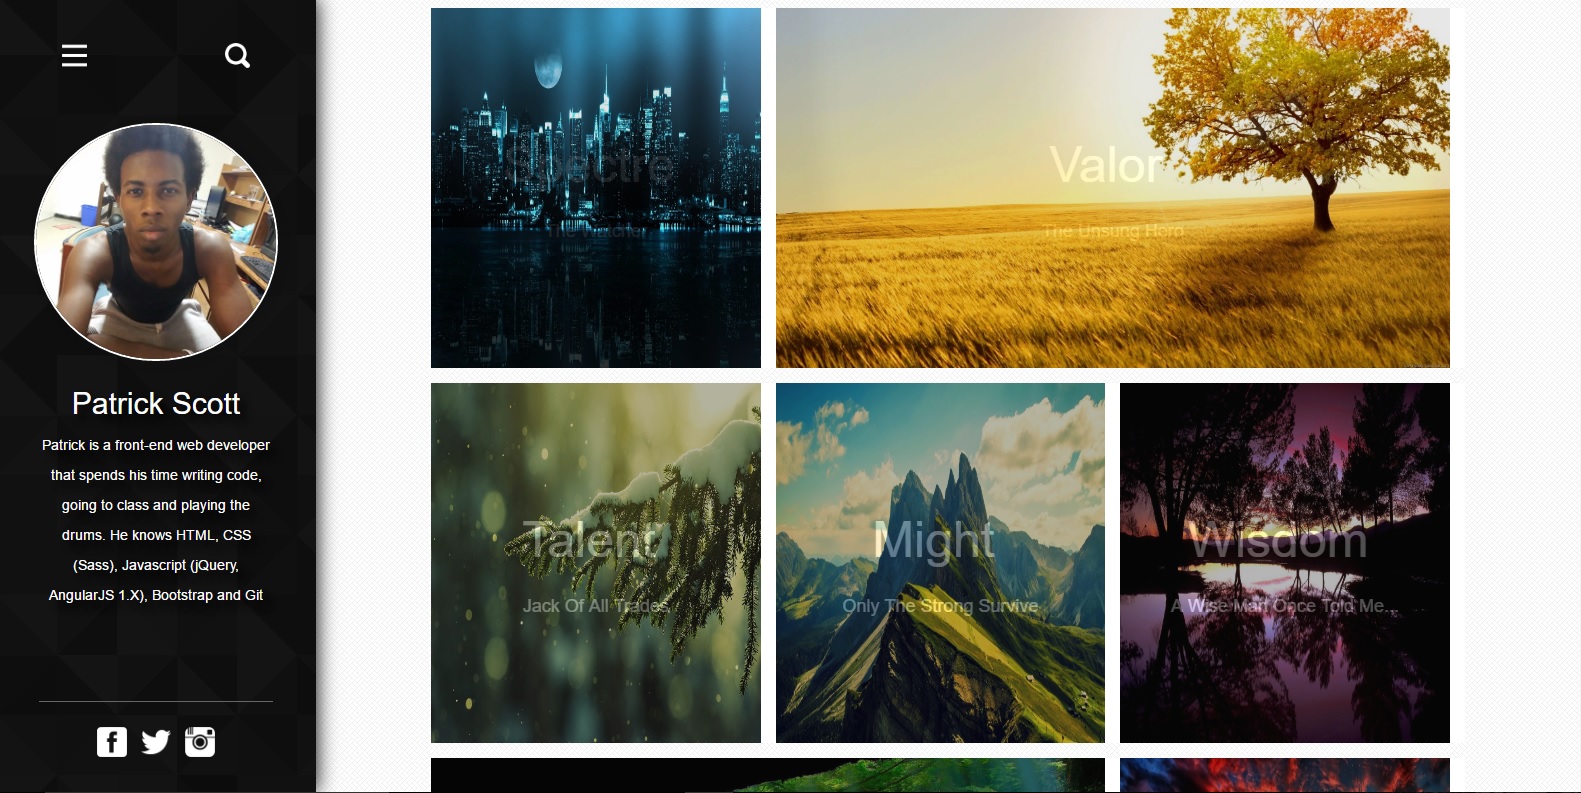 Patrick Scott
Patrick is a front-end web developer
that spends his time writing code,
going to class and playing the
drums. He knows HTML, CSS
(Sass), Javascript (jQuery,
AngularJS 1.X), Bootstrap and Git
Spectre
The Watcher
Valor
The Unsung Hero
Talent
Jack Of All Trades
Might
Only The Strong Survive
Wisdom
A Wise Man Once Told Me...